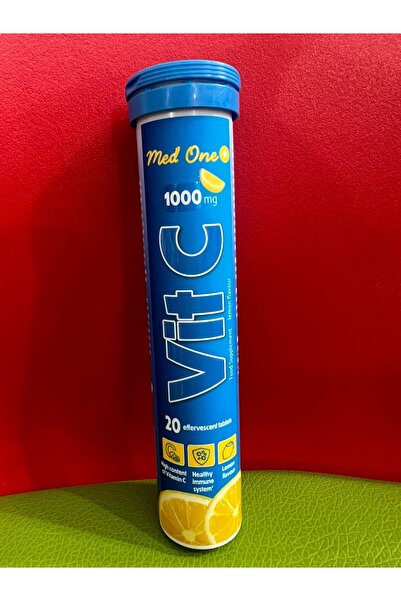 Med One
1000 mg
Vit C
Food Supplement lemon flavour
20 effervescent tablets
High content
of Vitamin C
Healthy
immune
system*
Lemon
flavour